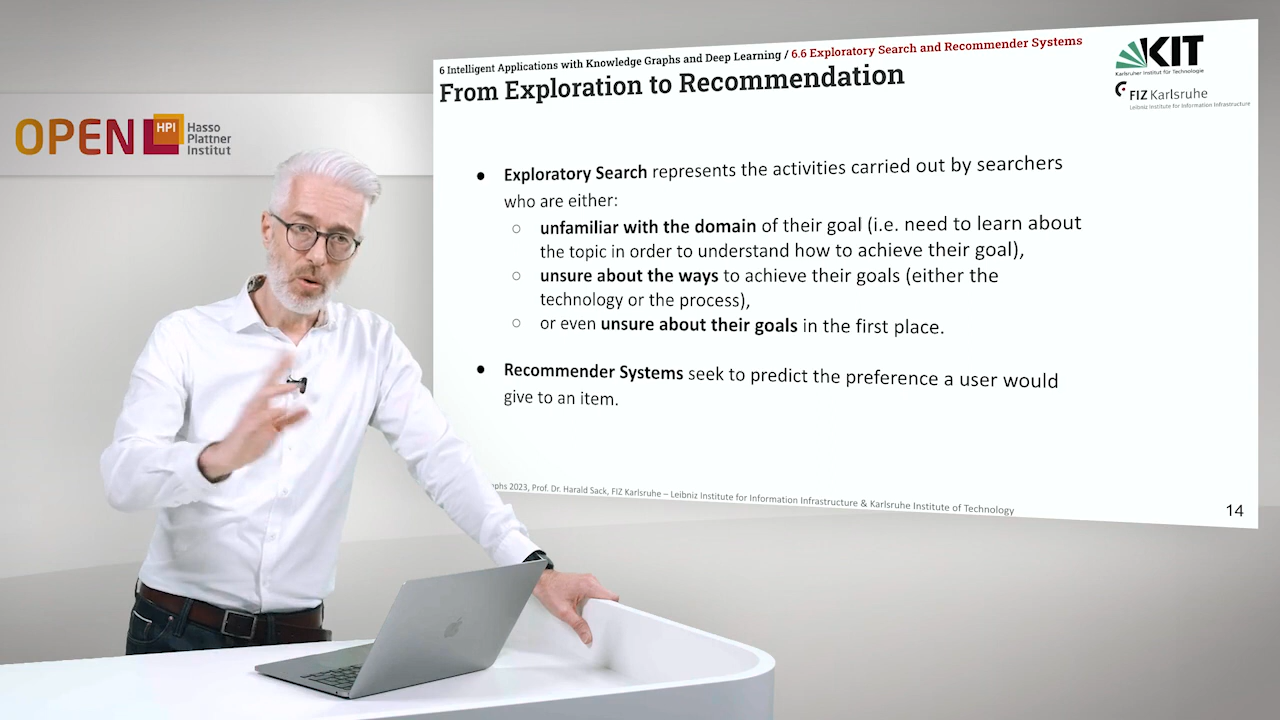 6 Intelligent Applications with Knowledge Graphs and Deep Learning / 6.6 Exploratory Search and Recommender Systems
From Exploration to Recommendation
KIT
Karlsruher Institut für Technologie
FIZ Karlsruhe
Leibniz Institute for Information Infrastructure
OPEN HPI
Hasso
Plattner
Institut
● Exploratory Search represents the activities carried out by searchers
who are either:
○ unfamiliar with the domain of their goal (i.e. need to learn about
the topic in order to understand how to achieve their goal),
○ unsure about the ways to achieve their goals (either the
technology or the process),
○ or even unsure about their goals in the first place.
● Recommender Systems seek to predict the preference a user would
give to an item.
2023, Prof. Dr. Harald Sack, FIZ Karlsruhe – Leibniz Institute for Information Infrastructure & Karlsruhe Institute of Technology
14